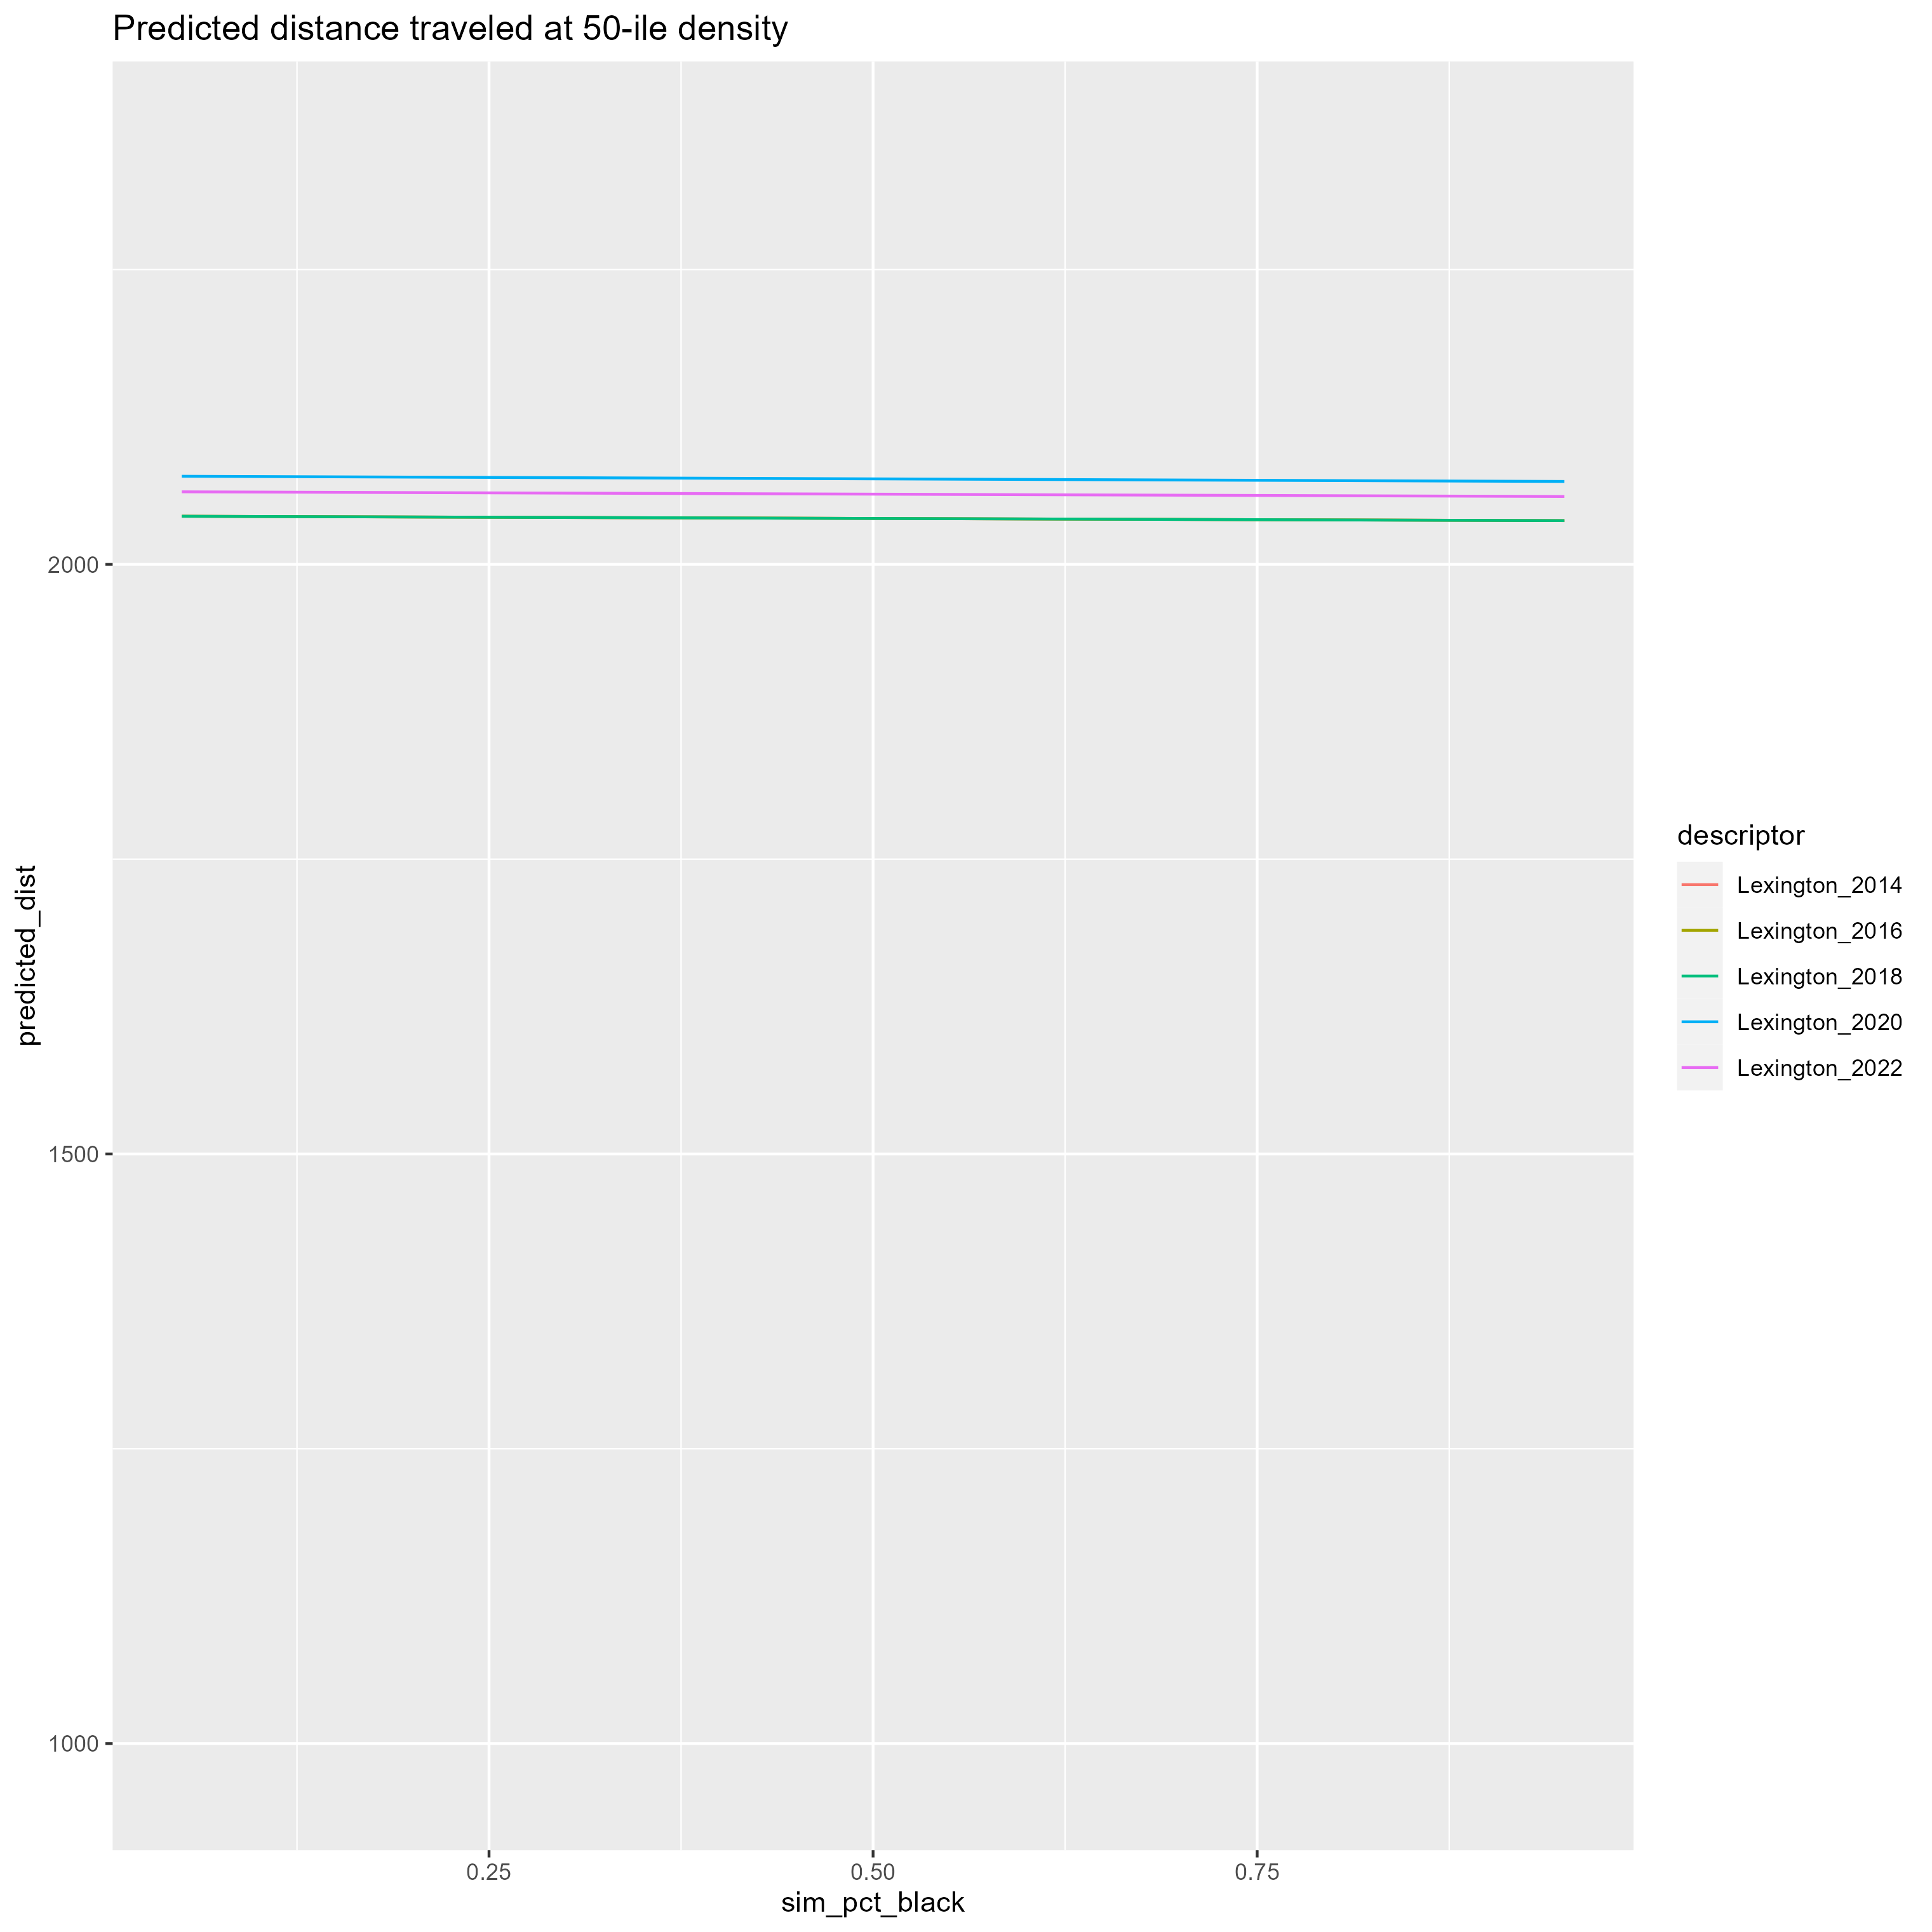 Predicted distance traveled at 50-ile density
predicted_dist
2000
1500
1000
0.25
0.50
0.75
sim_pct_black
descriptor
Lexington_2014
Lexington_2016
Lexington_2018
Lexington_2020
Lexington_2022